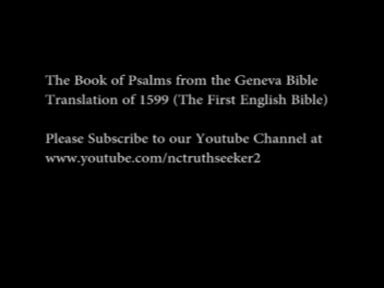 The Book of Psalms from the Geneva Bible
Translation of 1599 (The First English Bible)
Please Subscribe to our Youtube Channel at
www.youtube.com/nctruthseeker2